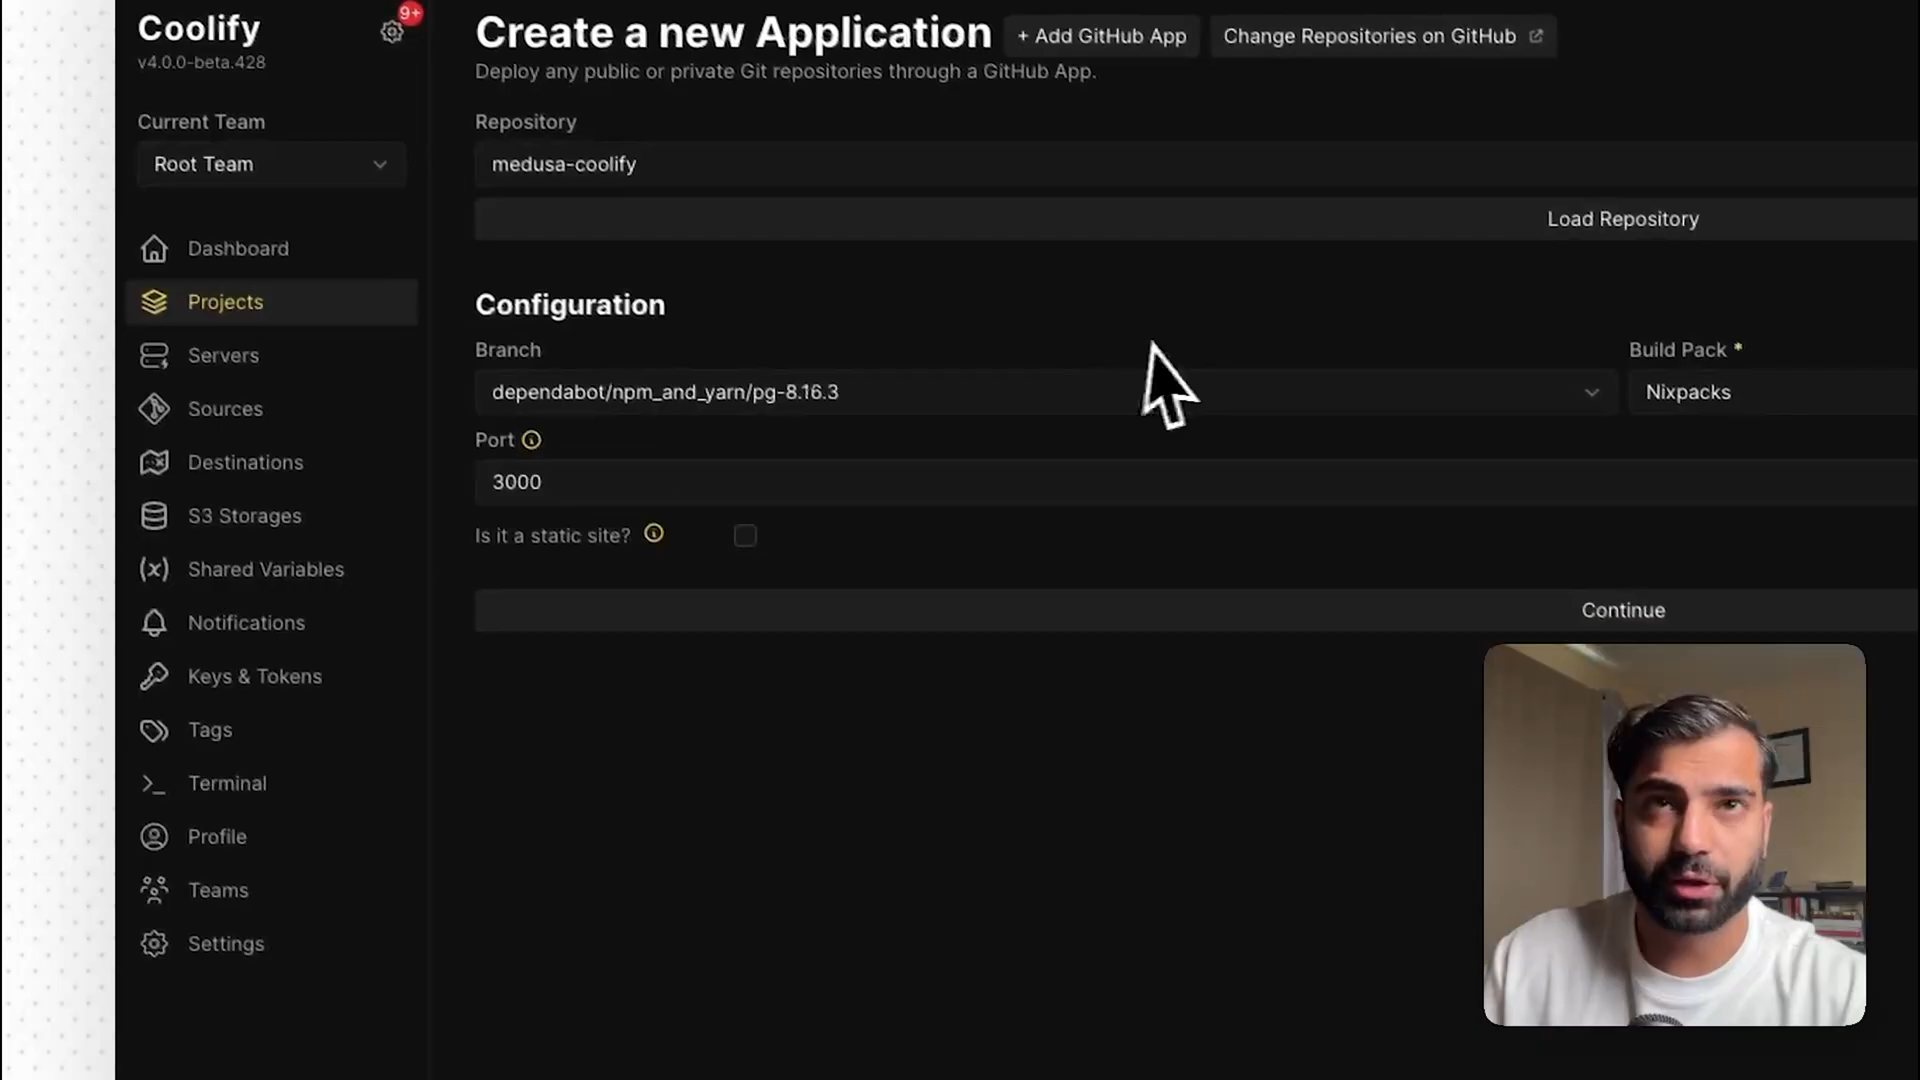 Coolify
9+
v4.0.0-beta.428
Current Team
Root Team
Dashboard
Projects
Servers
Sources
Destinations
S3 Storages
Shared Variables
Notifications
Keys & Tokens
Tags
Terminal
Profile
Teams
Settings
Create a new Application
+ Add GitHub App
Change Repositories on GitHub
Deploy any public or private Git repositories through a GitHub App.
Repository
medusa-coolify
Load Repository
Configuration
Branch
Build Pack *
dependabot/npm_and_yarn/pg-8.16.3
Nixpacks
Port
3000
Is it a static site?
Continue